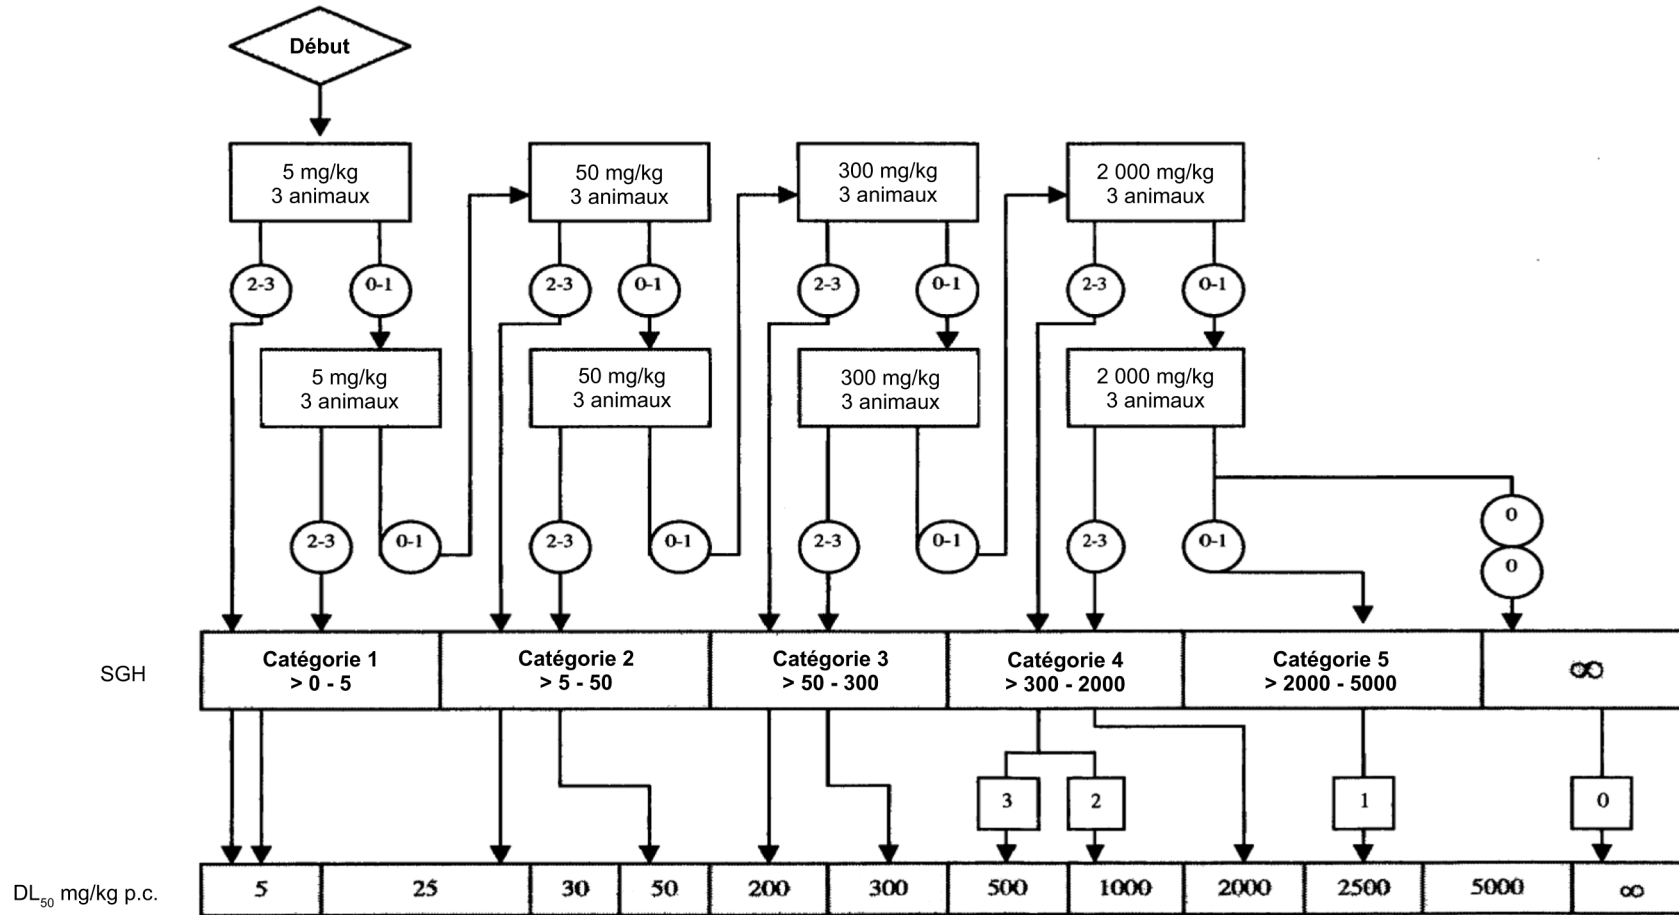 Début
5 mg/kg
3 animaux
50 mg/kg
3 animaux
300 mg/kg
3 animaux
2 000 mg/kg
3 animaux
2-3
0-1
2-3
0-1
2-3
0-1
2-3
0-1
5 mg/kg
3 animaux
50 mg/kg
3 animaux
300 mg/kg
3 animaux
2 000 mg/kg
3 animaux
2-3
0-1
2-3
0-1
2-3
0-1
2-3
0-1
0
0
SGH
Catégorie 1
> 0 - 5
Catégorie 2
> 5 - 50
Catégorie 3
> 50 - 300
Catégorie 4
> 300 - 2000
Catégorie 5
> 2000 - 5000
∞
3
2
1
0
DL50 mg/kg p.c.
5
25
30
50
200
300
500
1000
2000
2500
5000
∞